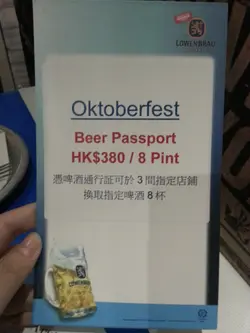 LÖWENBRÄU
Oktoberfest
Beer Passport
HK$380 / 8 Pint
憑啤酒通行証可於 3 間指定店鋪
換取指定啤酒 8 杯